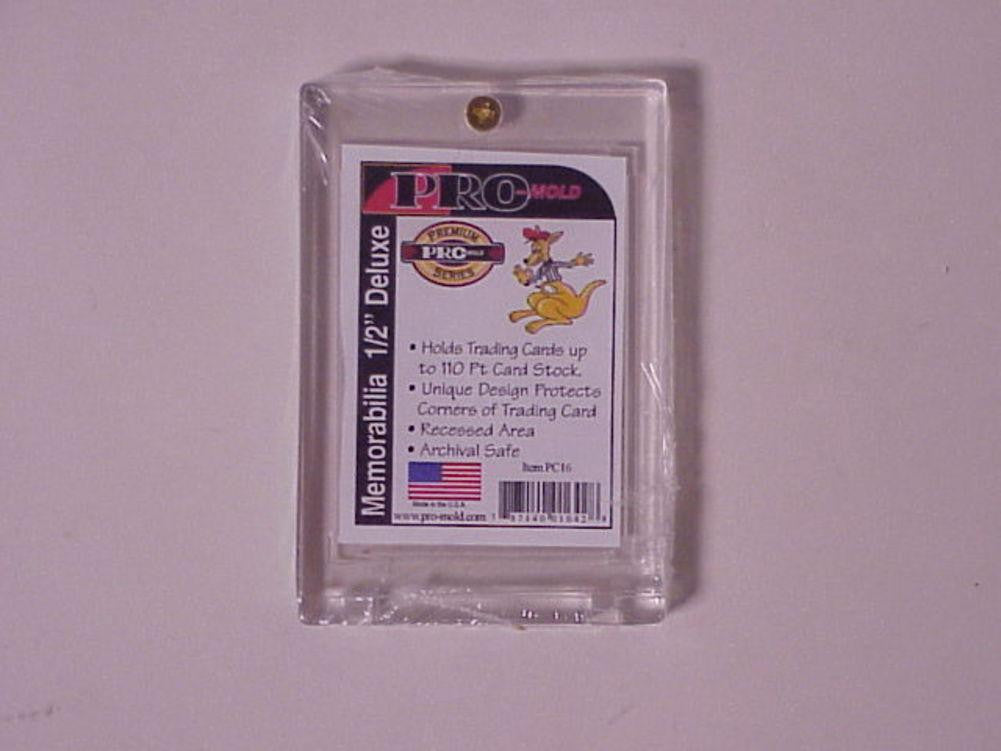 PRO-MOLD
Memorabilia 1/2" Deluxe
PREMIUM
PRO-MOLD
SERIES
• Holds Trading Cards up
to 110 Pt Card Stock.
• Unique Design Protects
Corners of Trading Card
• Recessed Area
• Archival Safe
Item PC16
Made in the U.S.A.
www.pro-mold.com